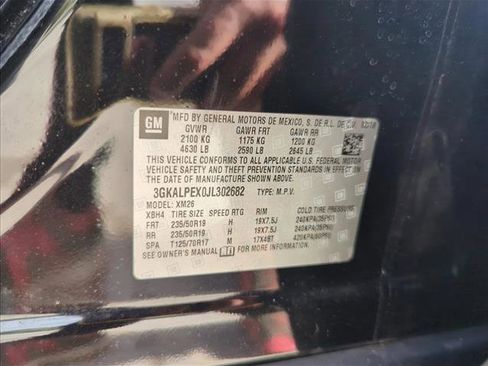 GM
MFD BY GENERAL MOTORS DE MEXICO, S. DE R.L. DE C.V.
GVWR GAWR FRT GAWR RR
2100 KG 1175 KG 1200 KG
4630 LB 2590 LB 2645 LB
THIS VEHICLE CONFORMS TO ALL APPLICABLE U.S. FEDERAL MOTOR
VEHICLE SAFETY AND THEFT PREVENTION STANDARDS IN EFFECT ON
THE DATE OF MANUFACTURE SHOWN ABOVE.
3GKALPEX0JL302682 TYPE: M.P.V.
MODEL: XM26
XBH4 TIRE SIZE SPEED RTG RIM COLD TIRE PRESSURE
FRT 235/50R19 H 19X7.5J 240KPA(35PSI)
RR 235/50R19 H 19X7.5J 240KPA(35PSI)
SPA T125/70R17 M 17X4BT 420KPA(60PSI)
SEE OWNER'S MANUAL FOR MORE INFORMATION.